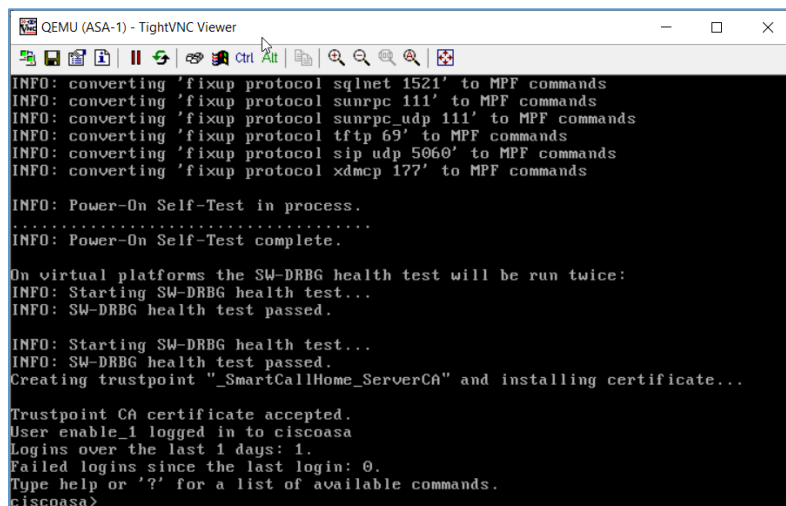 QEMU (ASA-1) - TightVNC Viewer
Ctrl Alt
INFO: converting 'fixup protocol sqlnet 1521' to MPF commands
INFO: converting 'fixup protocol sunrpc 111' to MPF commands
INFO: converting 'fixup protocol sunrpc_udp 111' to MPF commands
INFO: converting 'fixup protocol tftp 69' to MPF commands
INFO: converting 'fixup protocol sip udp 5060' to MPF commands
INFO: converting 'fixup protocol xdmcp 177' to MPF commands
INFO: Power-On Self-Test in process.
.....................................
INFO: Power-On Self-Test complete.
On virtual platforms the SW-DRBG health test will be run twice:
INFO: Starting SW-DRBG health test...
INFO: SW-DRBG health test passed.
INFO: Starting SW-DRBG health test...
INFO: SW-DRBG health test passed.
Creating trustpoint "_SmartCallHome_ServerCA" and installing certificate...
Trustpoint CA certificate accepted.
User enable_1 logged in to ciscoasa
Logins over the last 1 days: 1.
Failed logins since the last login: 0.
Type help or '?' for a list of available commands.
ciscoasa>